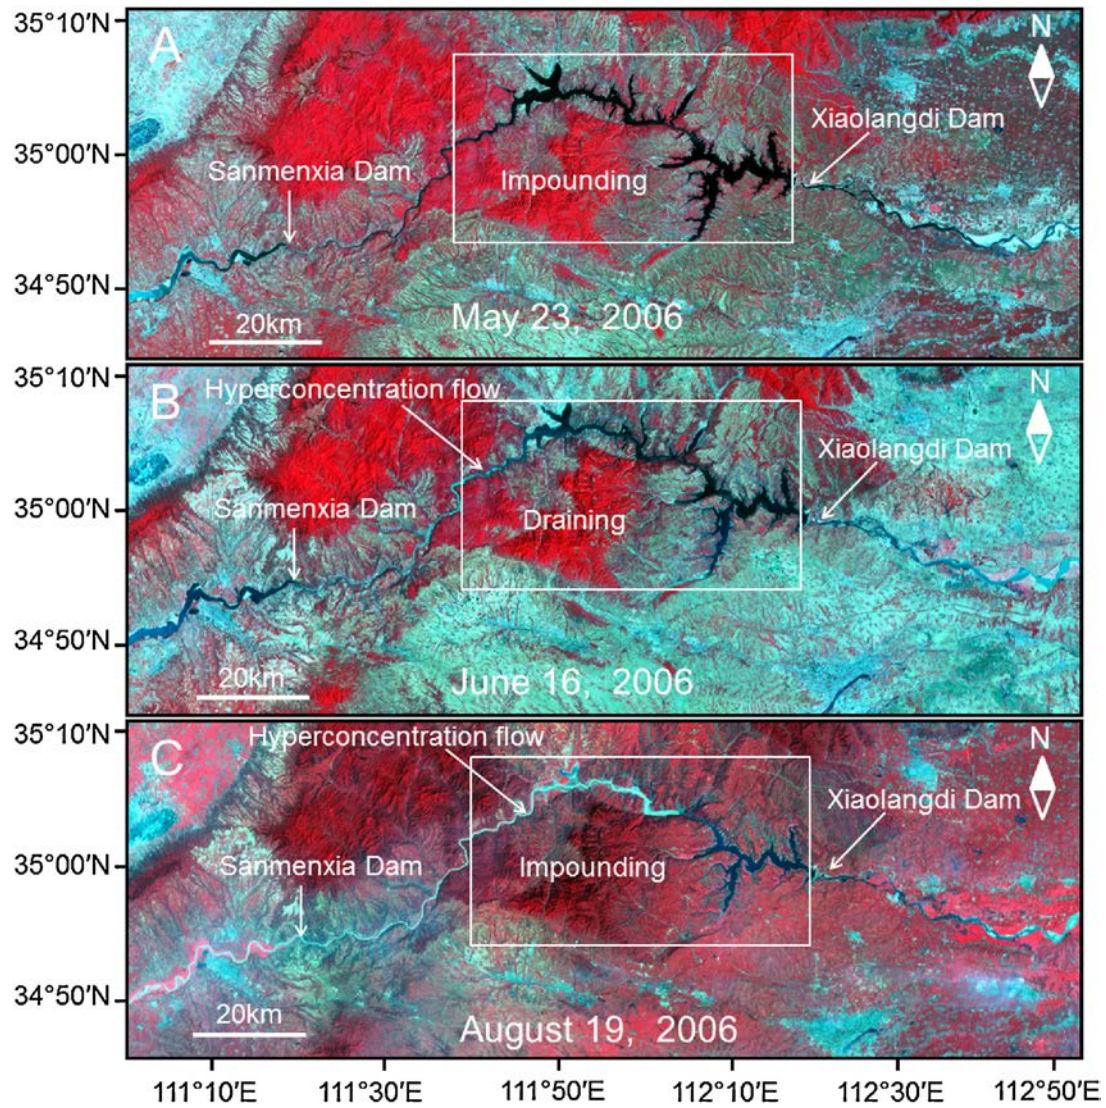 35°10′N
A
N
Xiaolangdi Dam
35°00′N
Sanmenxia Dam
Impounding
34°50′N
20km
May 23, 2006
35°10′N
Hyperconcentration flow
B
N
Xiaolangdi Dam
35°00′N
Sanmenxia Dam
Draining
34°50′N
20km
June 16, 2006
35°10′N
Hyperconcentration flow
C
N
Xiaolangdi Dam
35°00′N
Sanmenxia Dam
Impounding
34°50′N
20km
August 19, 2006
111°10′E 111°30′E 111°50′E 112°10′E 112°30′E 112°50′E